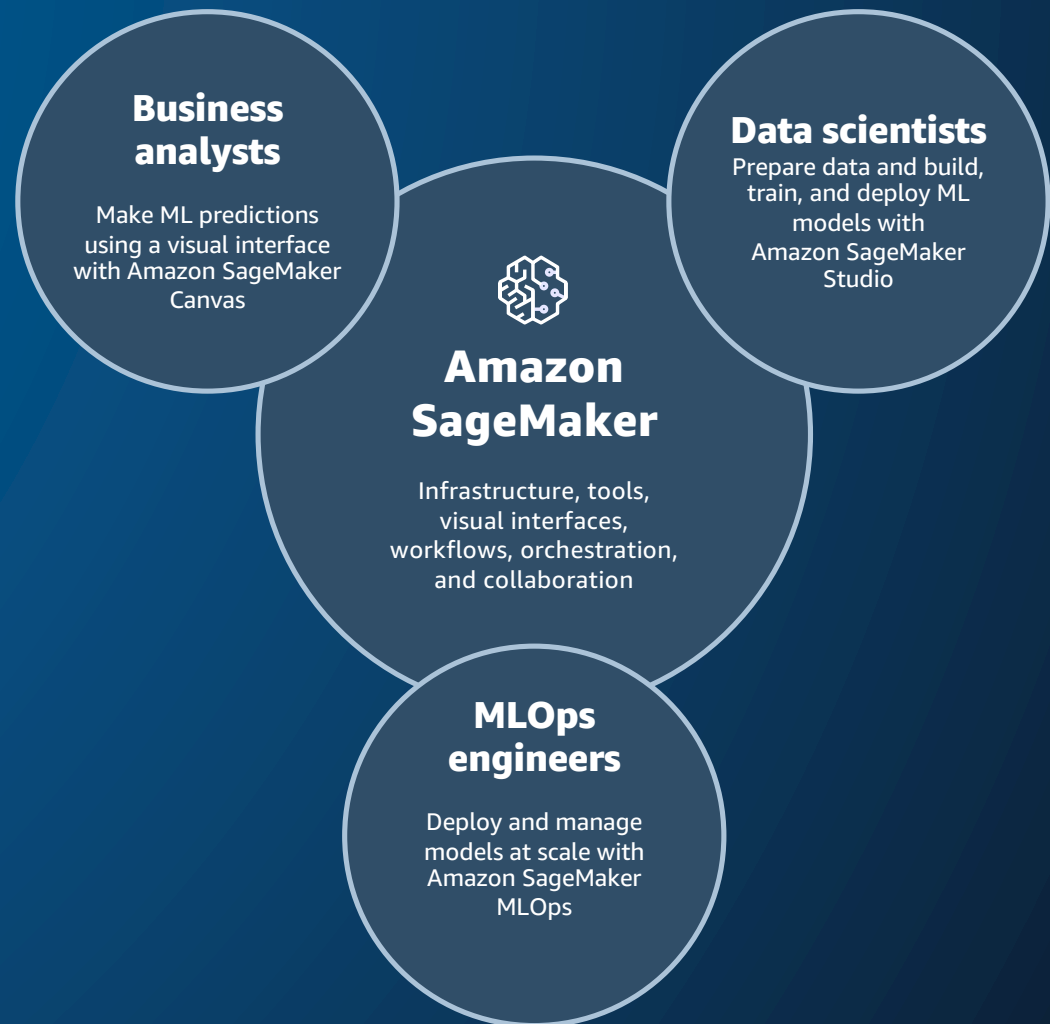 Business
analysts
Make ML predictions
using a visual interface
with Amazon SageMaker
Canvas
Data scientists
Prepare data and build,
train, and deploy ML
models with
Amazon SageMaker
Studio
Amazon
SageMaker
Infrastructure, tools,
visual interfaces,
workflows, orchestration,
and collaboration
MLOps
engineers
Deploy and manage
models at scale with
Amazon SageMaker
MLOps